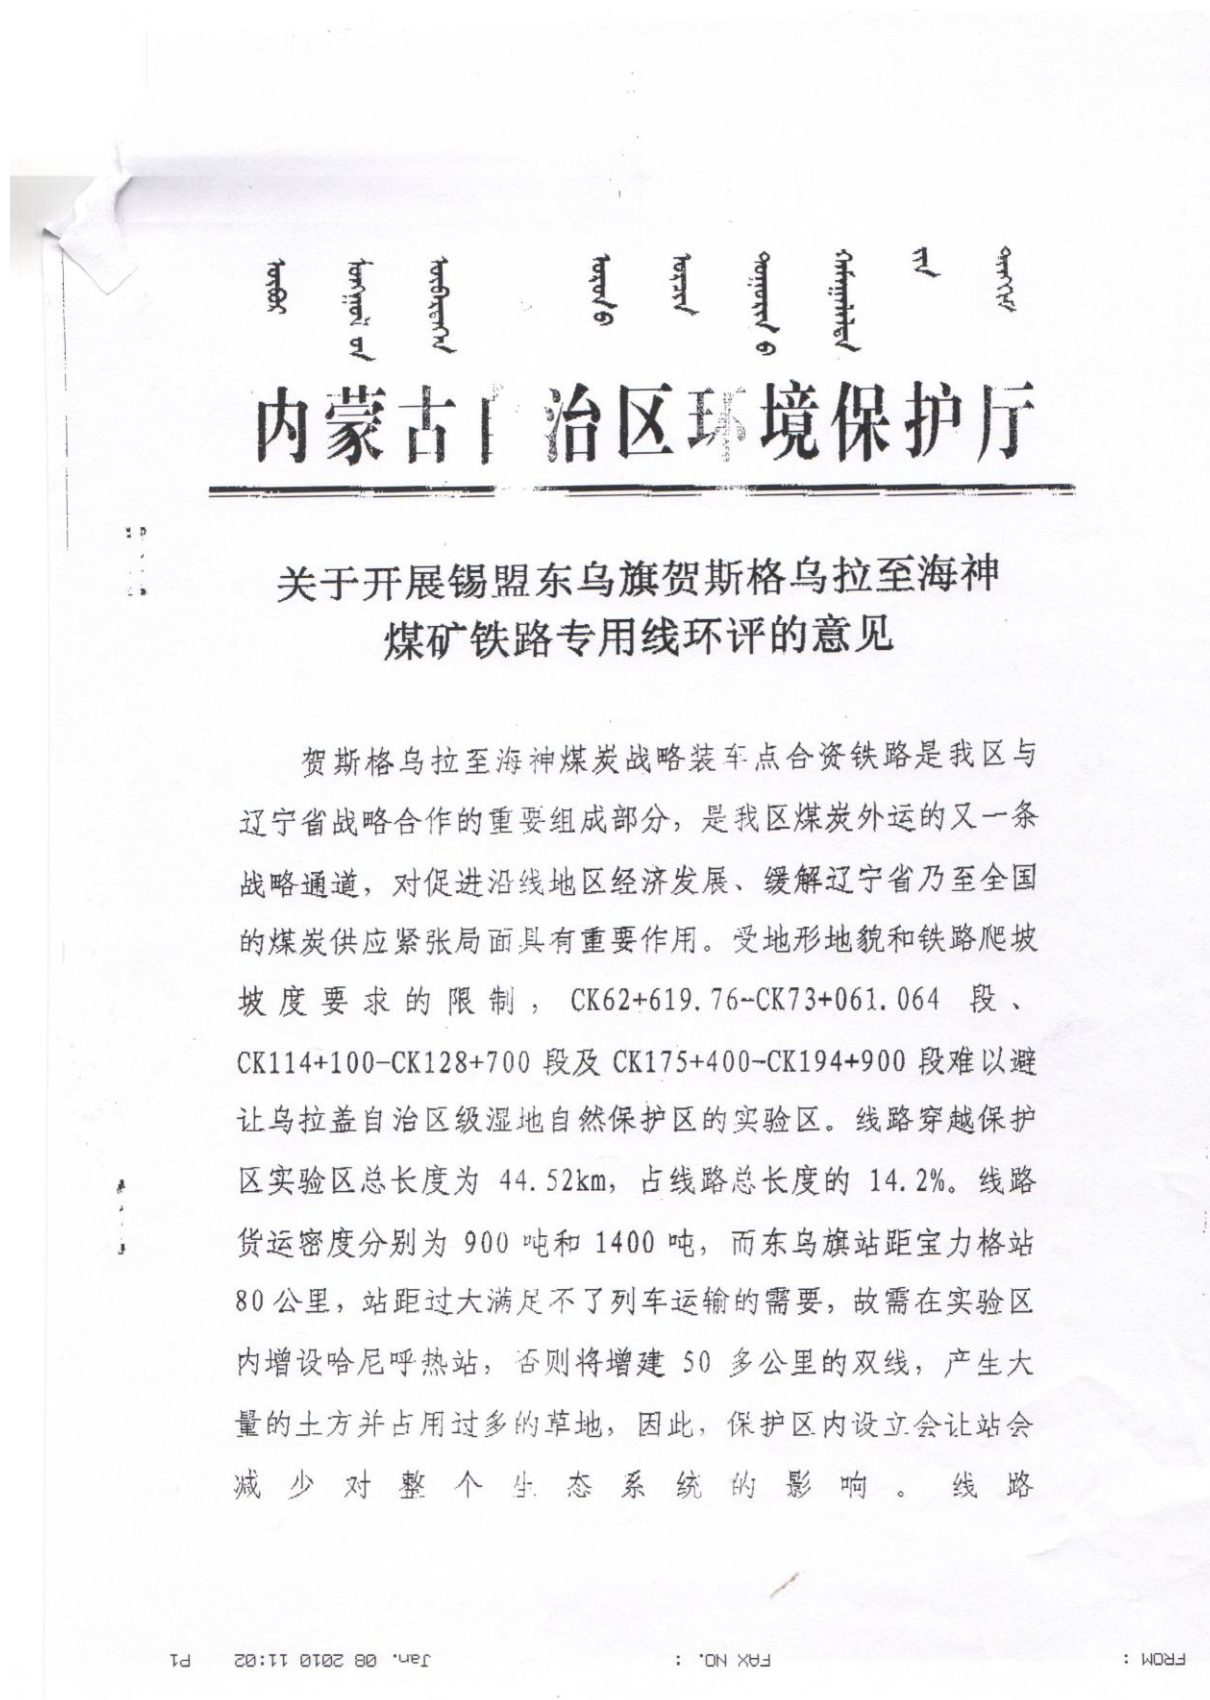 内蒙古自治区环境保护厅
关于开展锡盟东乌旗贺斯格乌拉至海神
煤矿铁路专用线环评的意见
贺斯格乌拉至海神煤炭战略装车点合资铁路是我区与
辽宁省战略合作的重要组成部分，是我区煤炭外运的又一条
战略通道，对促进沿线地区经济发展、缓解辽宁省乃至全国
的煤炭供应紧张局面具有重要作用。受地形地貌和铁路爬坡
坡度要求的限制，CK62+619.76-CK73+061.064 段、
CK114+100-CK128+700 段及 CK175+400-CK194+900 段难以避
让乌拉盖自治区级湿地自然保护区的实验区。线路穿越保护
区实验区总长度为 44.52km，占线路总长度的 14.2%。线路
货运密度分别为 900 吨和 1400 吨，而东乌旗站距宝力格站
80 公里，站距过大满足不了列车运输的需要，故需在实验区
内增设哈尼呼热站，否则将增建 50 多公里的双线，产生大
量的土方并占用过多的草地，因此，保护区内设立会让站会
减少对整个生态系统的影响。线路
FROM :
FAX NO. :
Jan. 08 2010 11:02 P1